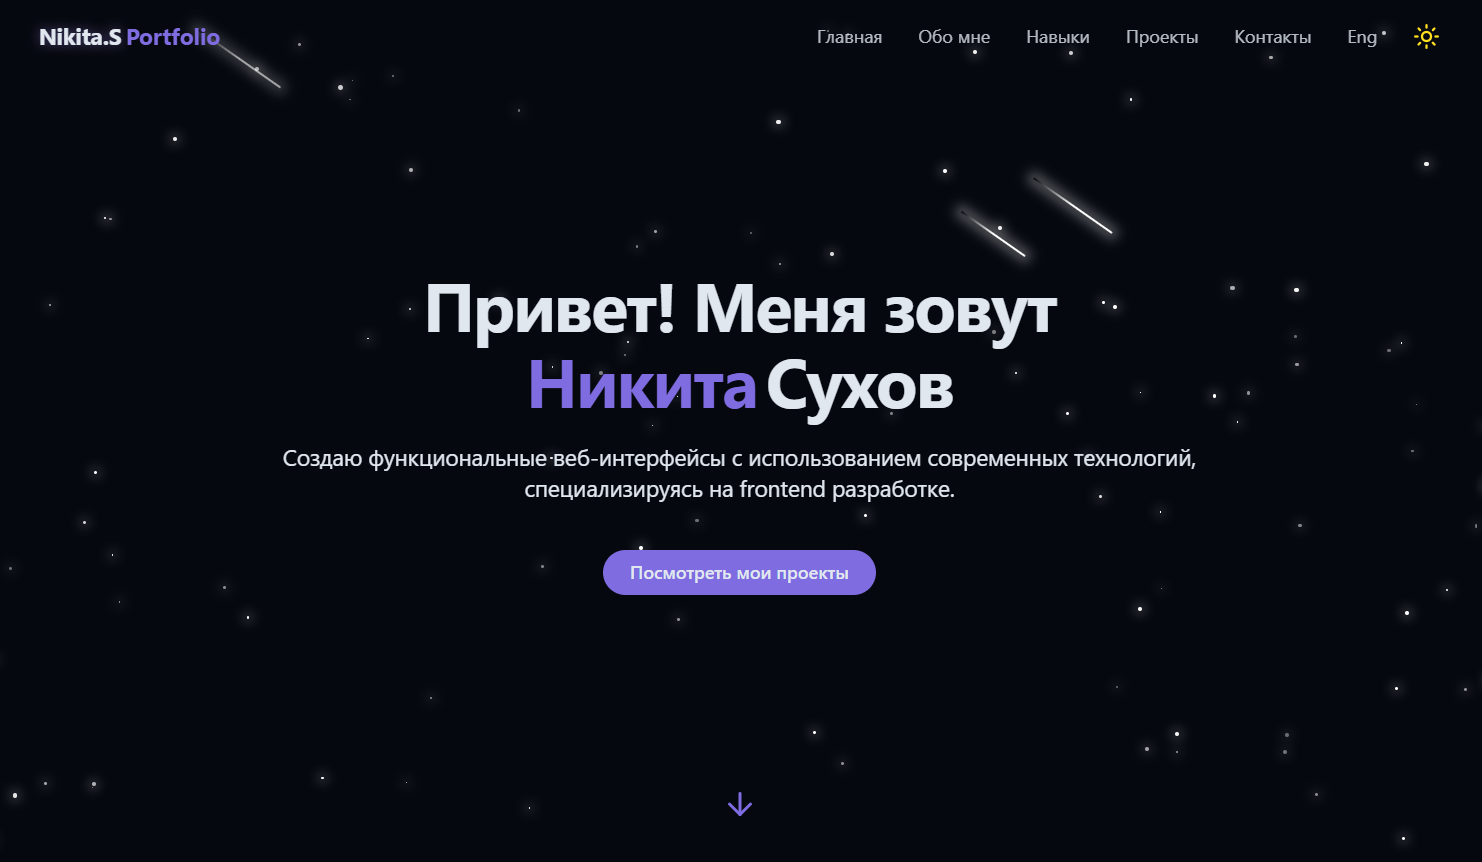 Nikita.S Portfolio
Главная Обо мне Навыки Проекты Контакты Eng
Привет! Меня зовут
Никита Сухов
Создаю функциональные веб-интерфейсы с использованием современных технологий,
специализируясь на frontend разработке.
Посмотреть мои проекты